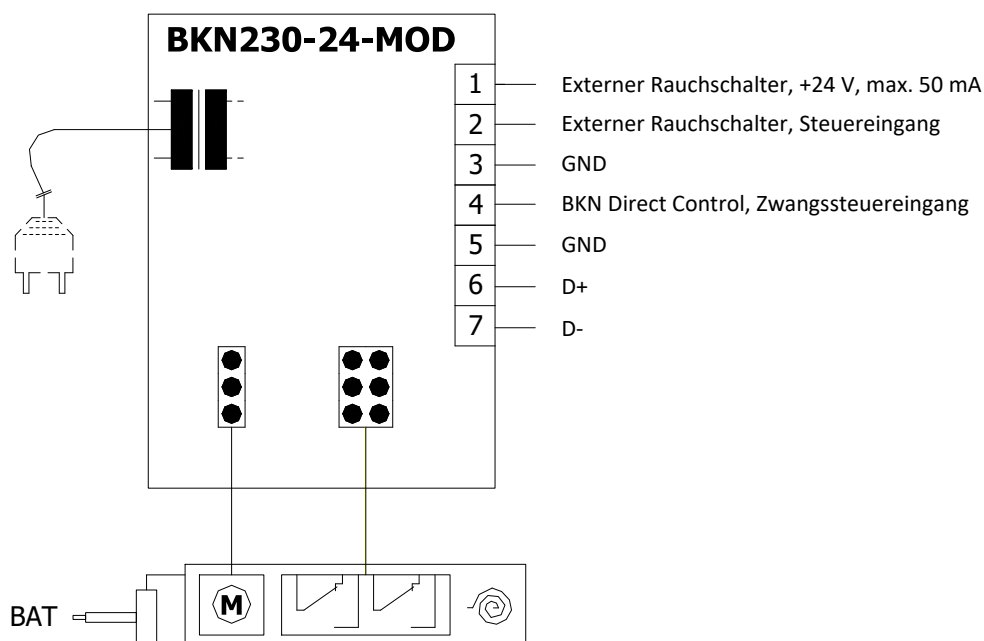 BKN230-24-MOD
1 Externer Rauchschalter, +24 V, max. 50 mA
2 Externer Rauchschalter, Steuereingang
3 GND
4 BKN Direct Control, Zwangssteuereingang
5 GND
6 D+
7 D-
M
BAT